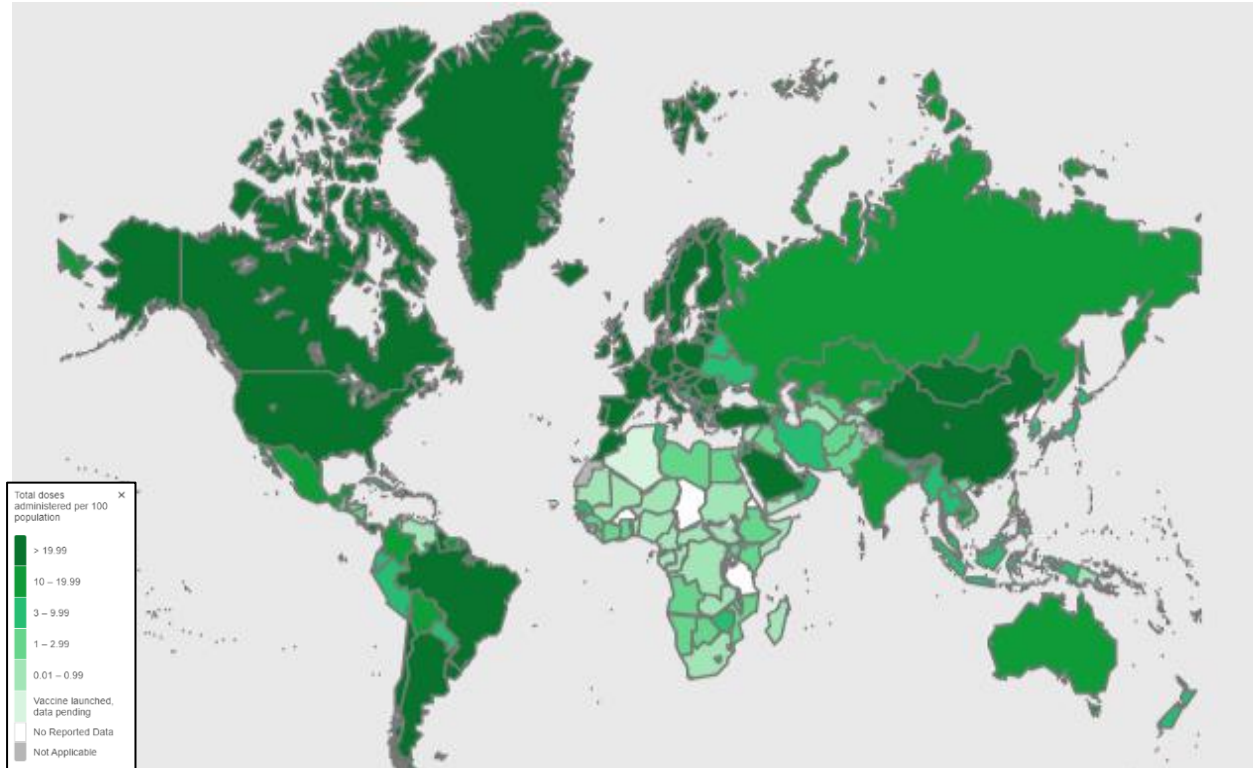 Total doses ×
administered per 100
population
> 19.99
10 – 19.99
3 – 9.99
1 – 2.99
0.01 – 0.99
Vaccine launched,
data pending
No Reported Data
Not Applicable